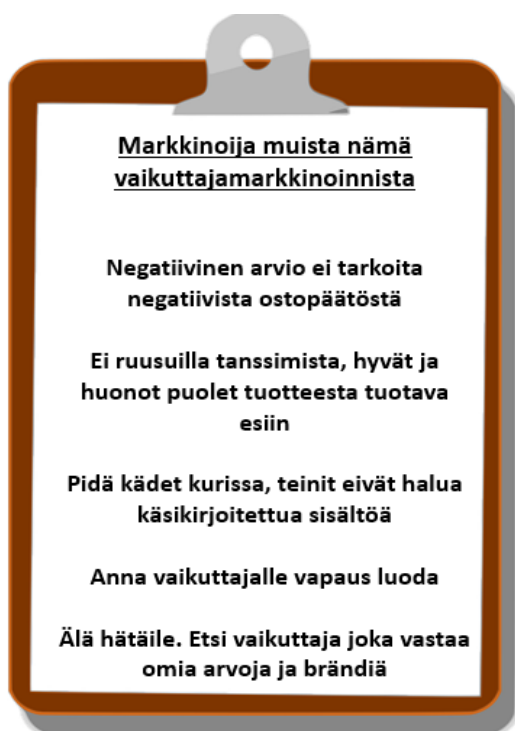 Markkinoija muista nämä
vaikuttajamarkkinoinnista
Negatiivinen arvio ei tarkoita
negatiivista ostopäätöstä
Ei ruusuilla tanssimista, hyvät ja
huonot puolet tuotteesta tuotava
esiin
Pidä kädet kurissa, teinit eivät halua
käsikirjoitettua sisältöä
Anna vaikuttajalle vapaus luoda
Älä hätäile. Etsi vaikuttaja joka vastaa
omia arvoja ja brändiä